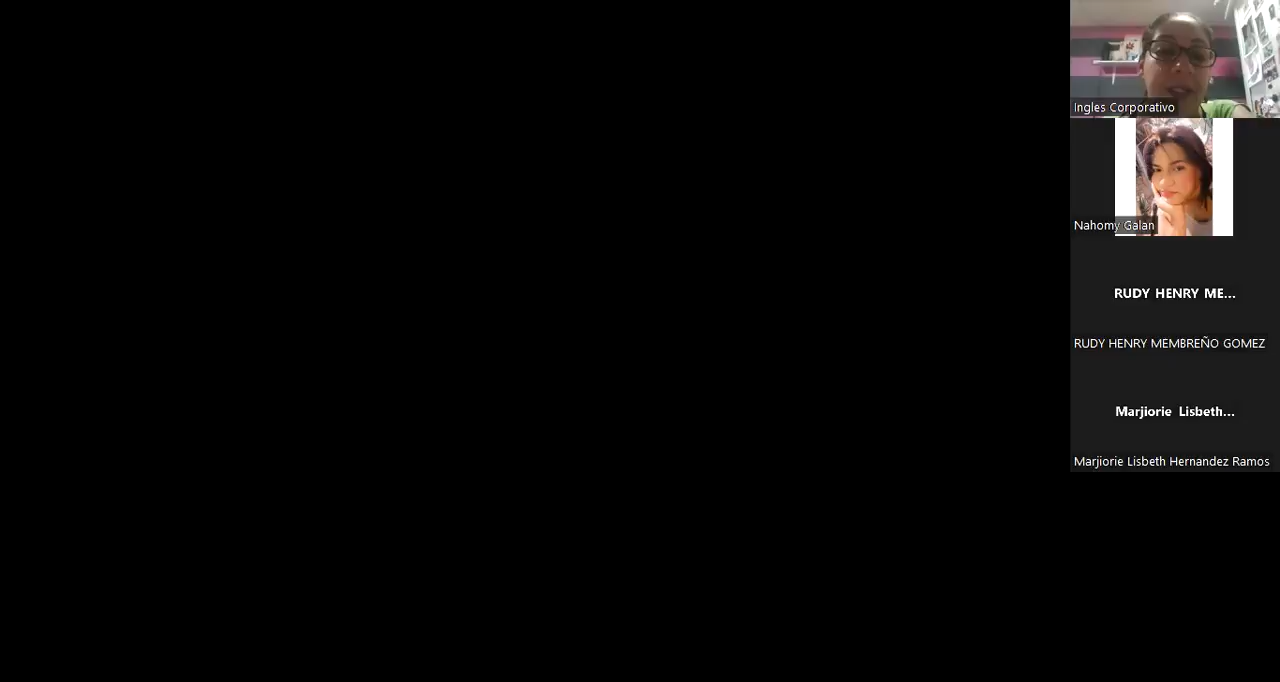 Ingles Corporativo
Nahomy Galan
RUDY HENRY ME...
RUDY HENRY MEMBREÑO GOMEZ
Marjiorie Lisbeth...
Marjiorie Lisbeth Hernandez Ramos